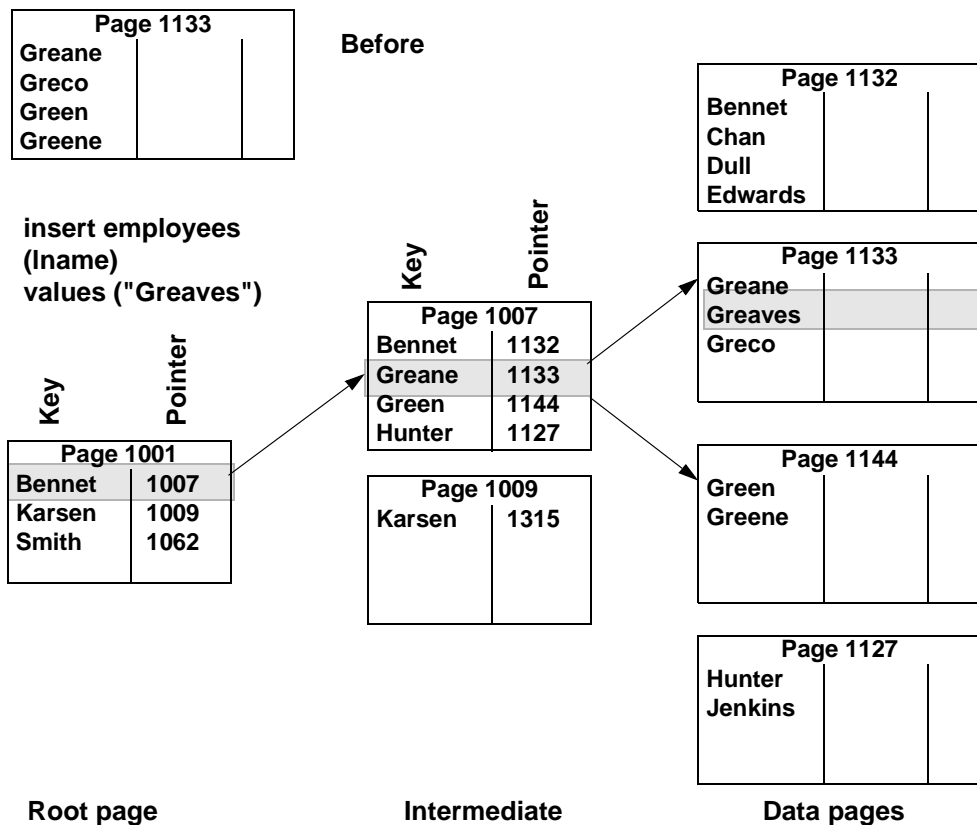 Page 1133
Greane
Greco
Green
Greene
Before
insert employees
(lname)
values ("Greaves")
Key
Pointer
Page 1001
Bennet 1007
Karsen 1009
Smith 1062
Root page
Key
Pointer
Page 1007
Bennet 1132
Greane 1133
Green 1144
Hunter 1127
Page 1009
Karsen 1315
Intermediate
Page 1132
Bennet
Chan
Dull
Edwards
Page 1133
Greane
Greaves
Greco
Page 1144
Green
Greene
Page 1127
Hunter
Jenkins
Data pages